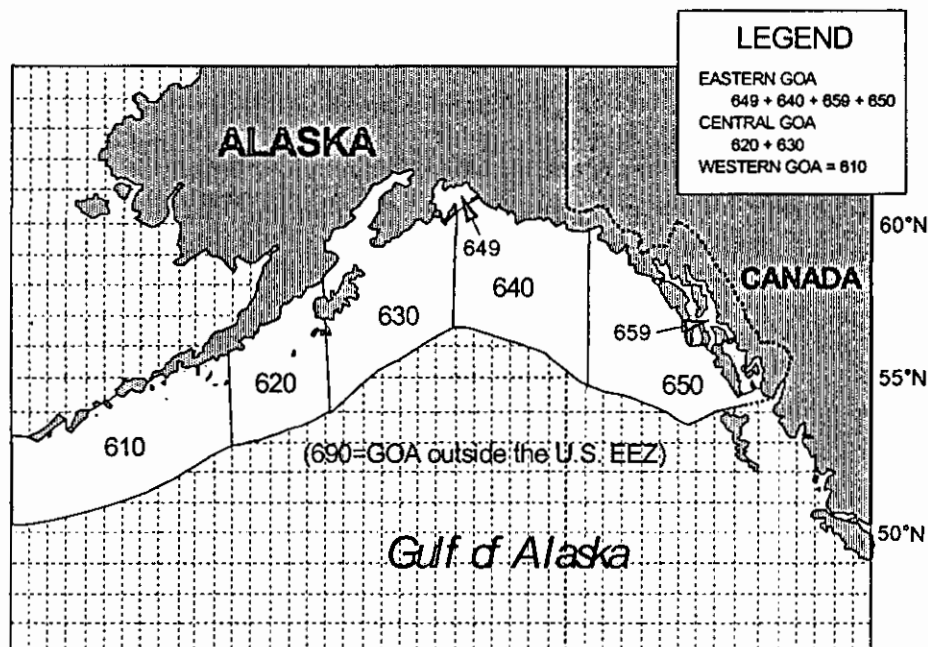 LEGEND
EASTERN GOA
649 + 640 + 659 + 650
CENTRAL GOA
620 + 630
WESTERN GOA = 610
ALASKA
60°N
649
640
CANADA
630
659
55°N
620
650
610
(690=GOA outside the U.S. EEZ)
50°N
Gulf of Alaska